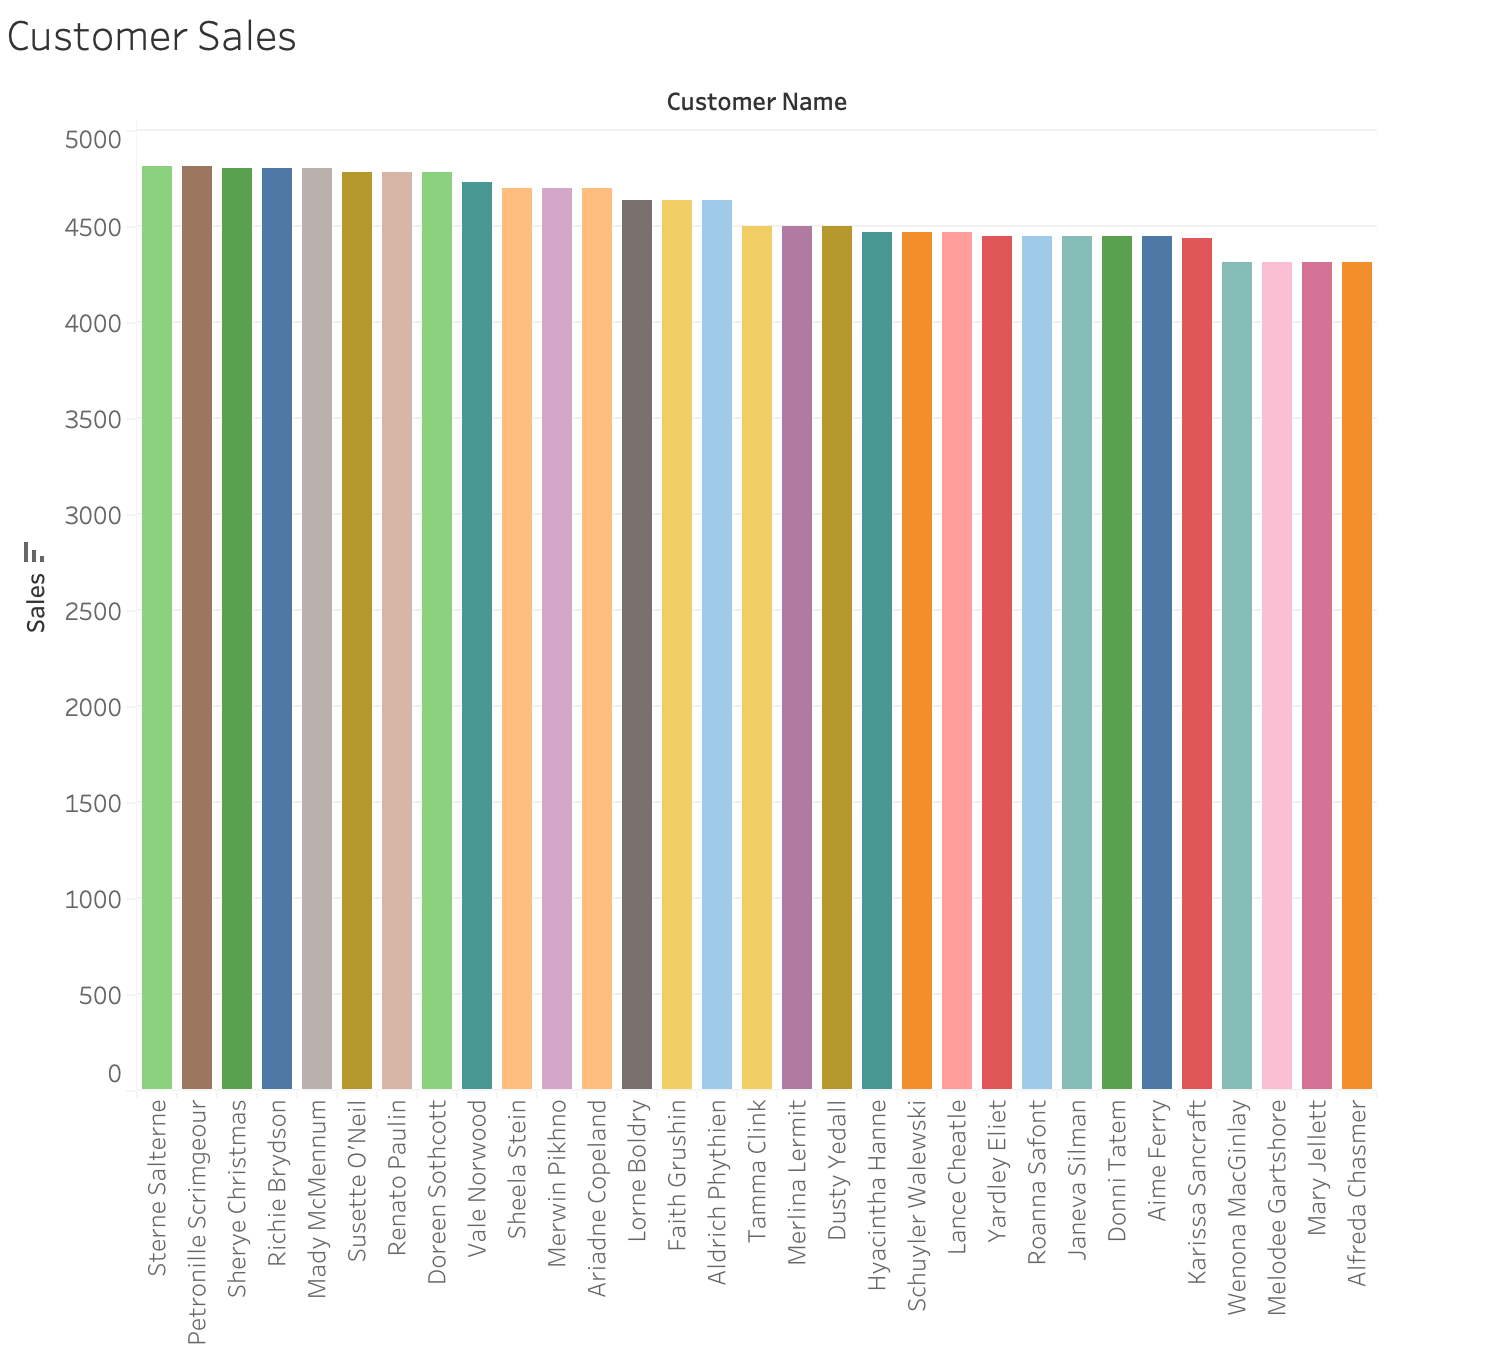 Customer Sales
Customer Name
5000
4500
4000
3500
3000
2500
2000
1500
1000
500
0
Sales
Sterne Salterne
Petronille Scrimgeour
Sherye Christmas
Richie Brydson
Mady McMennum
Susette O'Neil
Renato Paulin
Doreen Sothcott
Vale Norwood
Sheela Stein
Merwin Pikhno
Ariadne Copeland
Lorne Boldry
Faith Grushin
Aldrich Phythien
Tamma Clink
Merlina Lermit
Dusty Yedall
Hyacintha Hanne
Schuyler Walewski
Lance Cheatle
Yardley Eliet
Roanna Safont
Janeva Silman
Donni Tatem
Aime Ferry
Karissa Sancraft
Wenona MacGinlay
Melodee Gartshore
Mary Jellett
Alfreda Chasmer